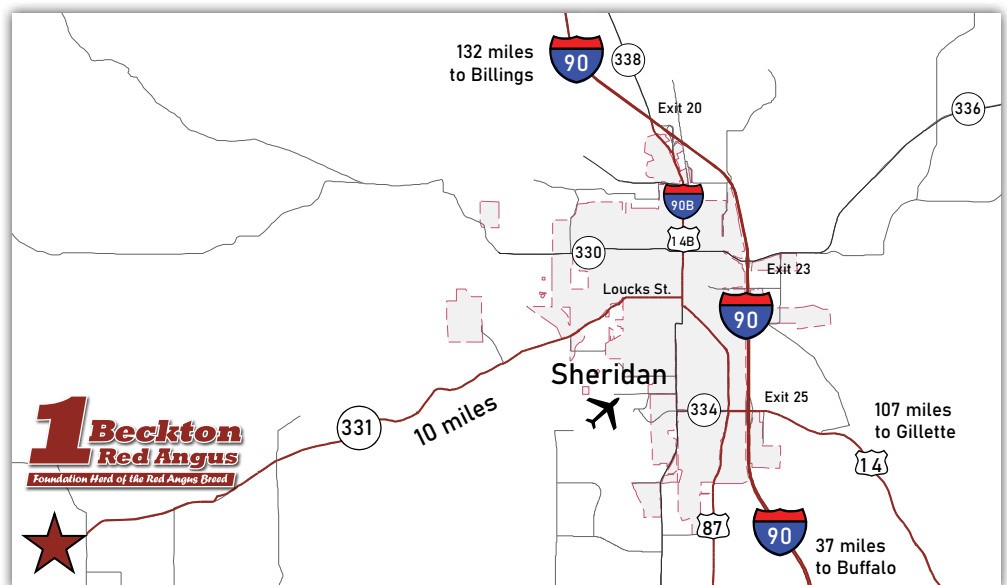 132 miles
to Billings
90
338
336
Exit 20
90B
14B
330
Exit 23
Loucks St.
90
Sheridan
Exit 25
334
107 miles
to Gillette
14
331
10 miles
1 Beckton
Red Angus
Foundation Herd of the Red Angus Breed
87
90
37 miles
to Buffalo